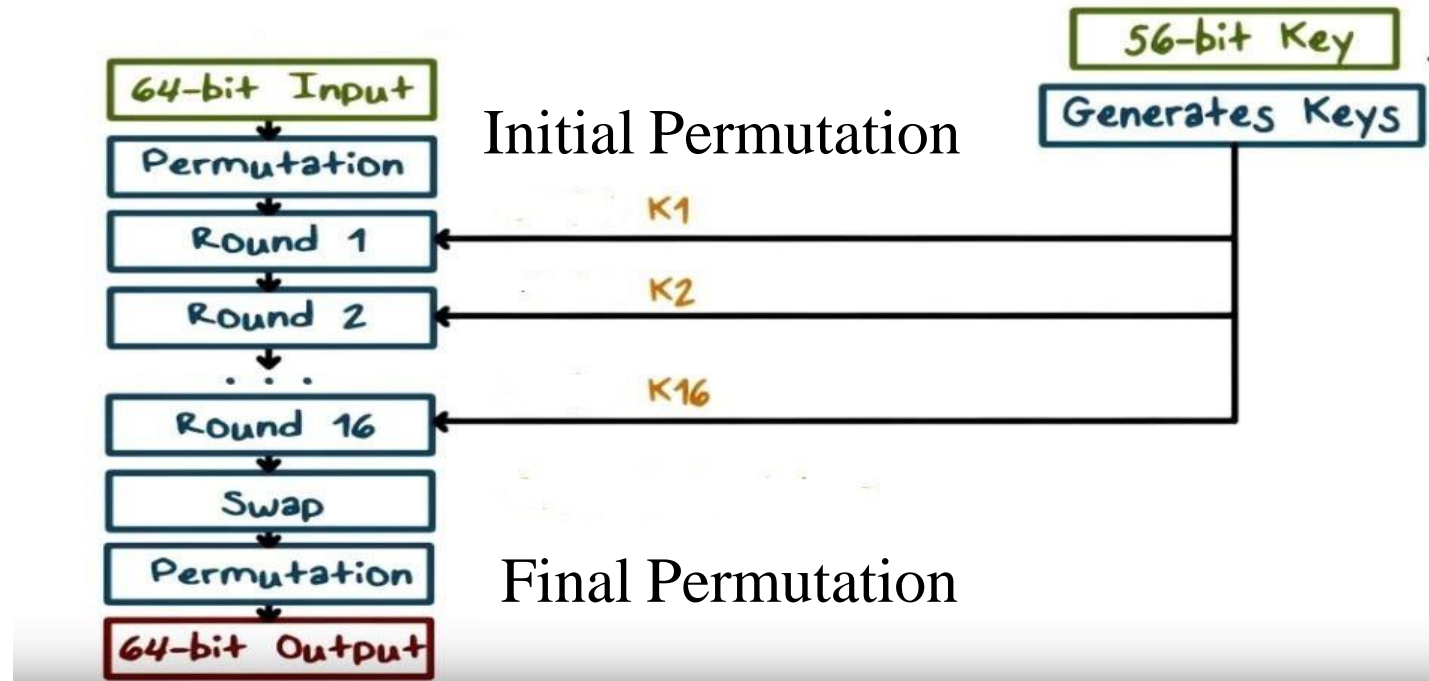 56-bit Key
64-bit Input
Generates Keys
Initial Permutation
Permutation
K1
Round 1
K2
Round 2
. . .
K16
Round 16
Swap
Permutation
Final Permutation
64-bit Output